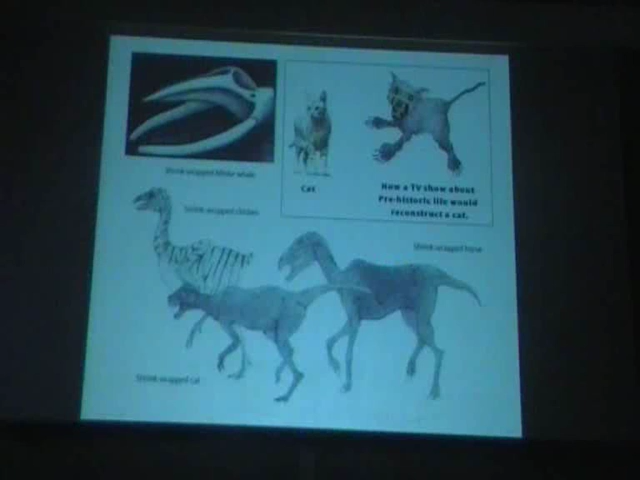 Shrink-wrapped Minke whale
Cat
How a TV show about
Pre-historic life would
reconstruct a cat.
Shrink-wrapped chicken
Shrink-wrapped horse
Shrink-wrapped cat